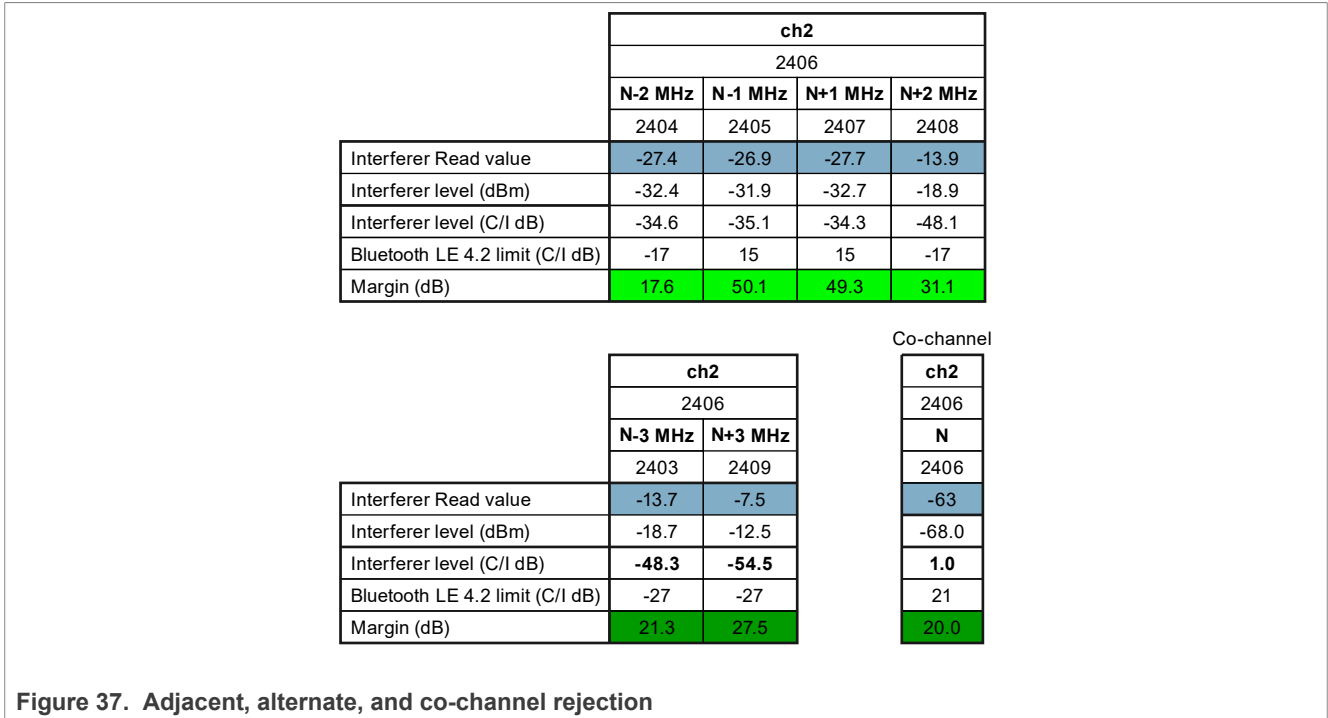 ch2
2406
N-2 MHz N-1 MHz N+1 MHz N+2 MHz
2404 2405 2407 2408
Interferer Read value -27.4 -26.9 -27.7 -13.9
Interferer level (dBm) -32.4 -31.9 -32.7 -18.9
Interferer level (C/I dB) -34.6 -35.1 -34.3 -48.1
Bluetooth LE 4.2 limit (C/I dB) -17 15 15 -17
Margin (dB) 17.6 50.1 49.3 31.1
Co-channel
ch2 ch2
2406 2406
N-3 MHz N+3 MHz N
2403 2409 2406
Interferer Read value -13.7 -7.5 -63
Interferer level (dBm) -18.7 -12.5 -68.0
Interferer level (C/I dB) -48.3 -54.5 1.0
Bluetooth LE 4.2 limit (C/I dB) -27 -27 21
Margin (dB) 21.3 27.5 20.0
Figure 37. Adjacent, alternate, and co-channel rejection